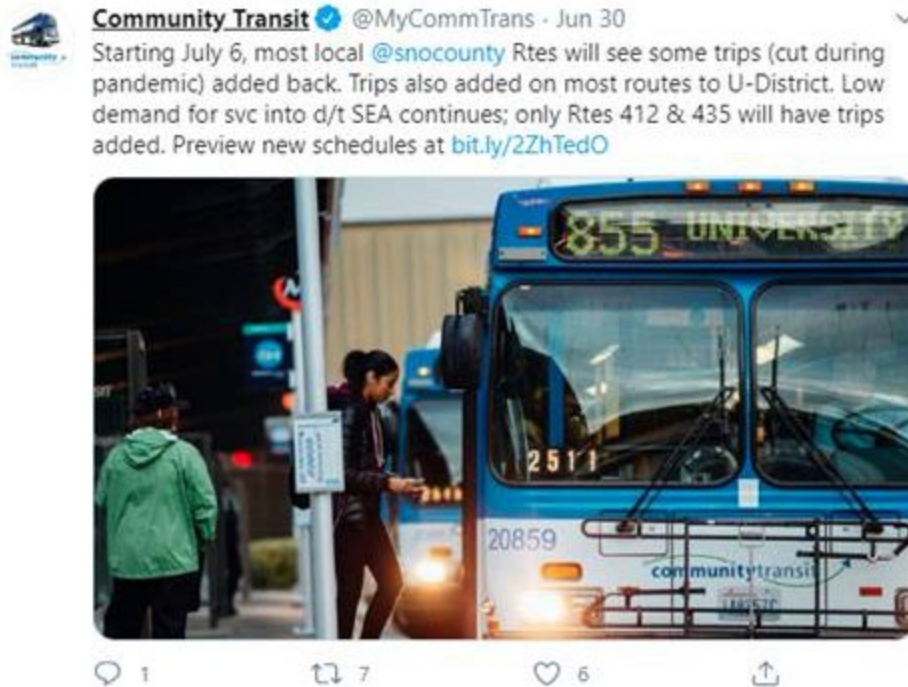 Community Transit @MyCommTrans · Jun 30
Starting July 6, most local @snocounty Rtes will see some trips (cut during
pandemic) added back. Trips also added on most routes to U-District. Low
demand for svc into d/t SEA continues; only Rtes 412 & 435 will have trips
added. Preview new schedules at bit.ly/2ZhTedO
855 UNIVERSITY
2511
20859
communitytransit
1 7 6